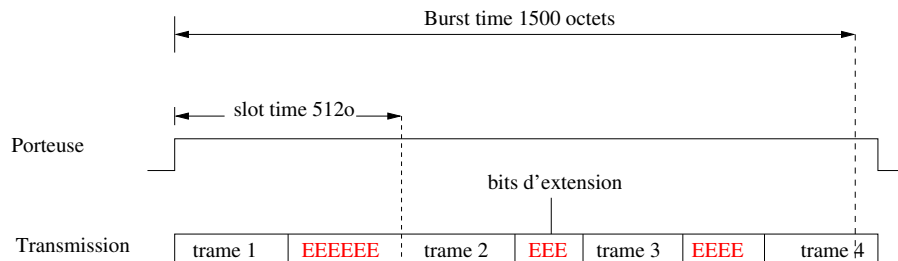 Burst time 1500 octets
slot time 512o
Porteuse
bits d'extension
Transmission trame 1 EEEEEE trame 2 EEE trame 3 EEEE trame 4